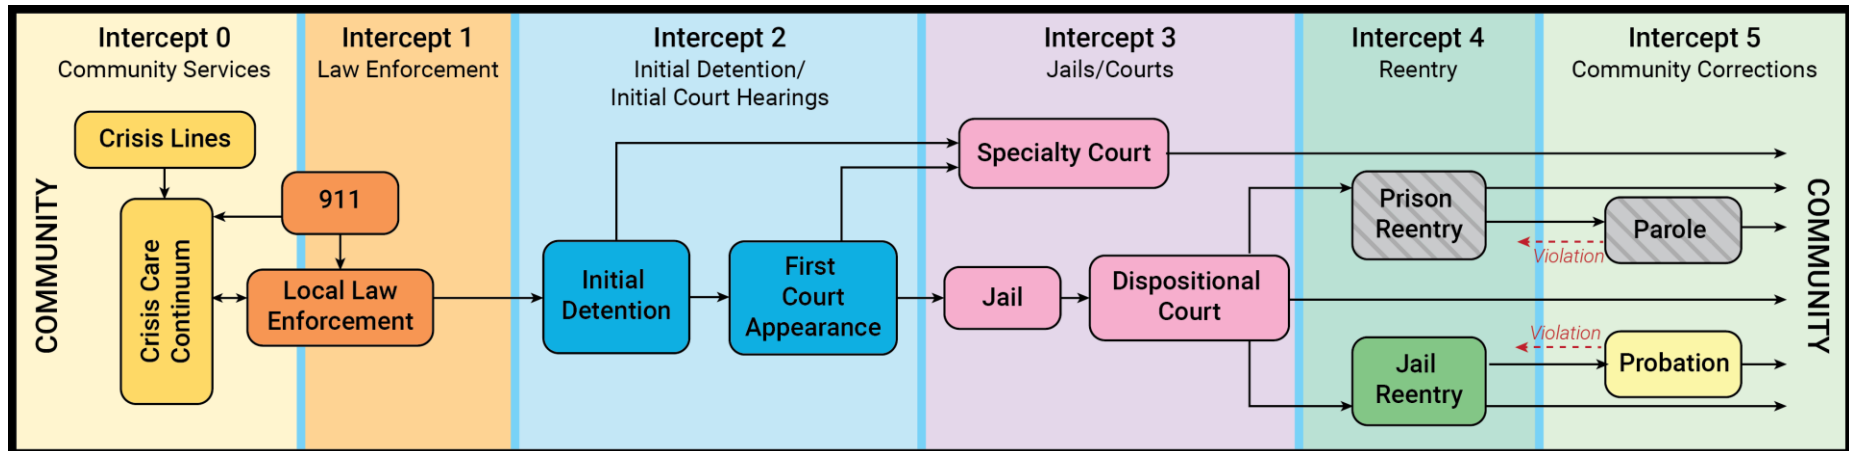 Intercept 0
Community Services
Intercept 1
Law Enforcement
Intercept 2
Initial Detention/
Initial Court Hearings
Intercept 3
Jails/Courts
Intercept 4
Reentry
Intercept 5
Community Corrections
COMMUNITY
Crisis Lines
Crisis Care
Continuum
911
Local Law
Enforcement
Initial
Detention
First
Court
Appearance
Specialty Court
Jail
Dispositional
Court
Prison
Reentry
Parole
Violation
Jail
Reentry
Violation
Probation
COMMUNITY